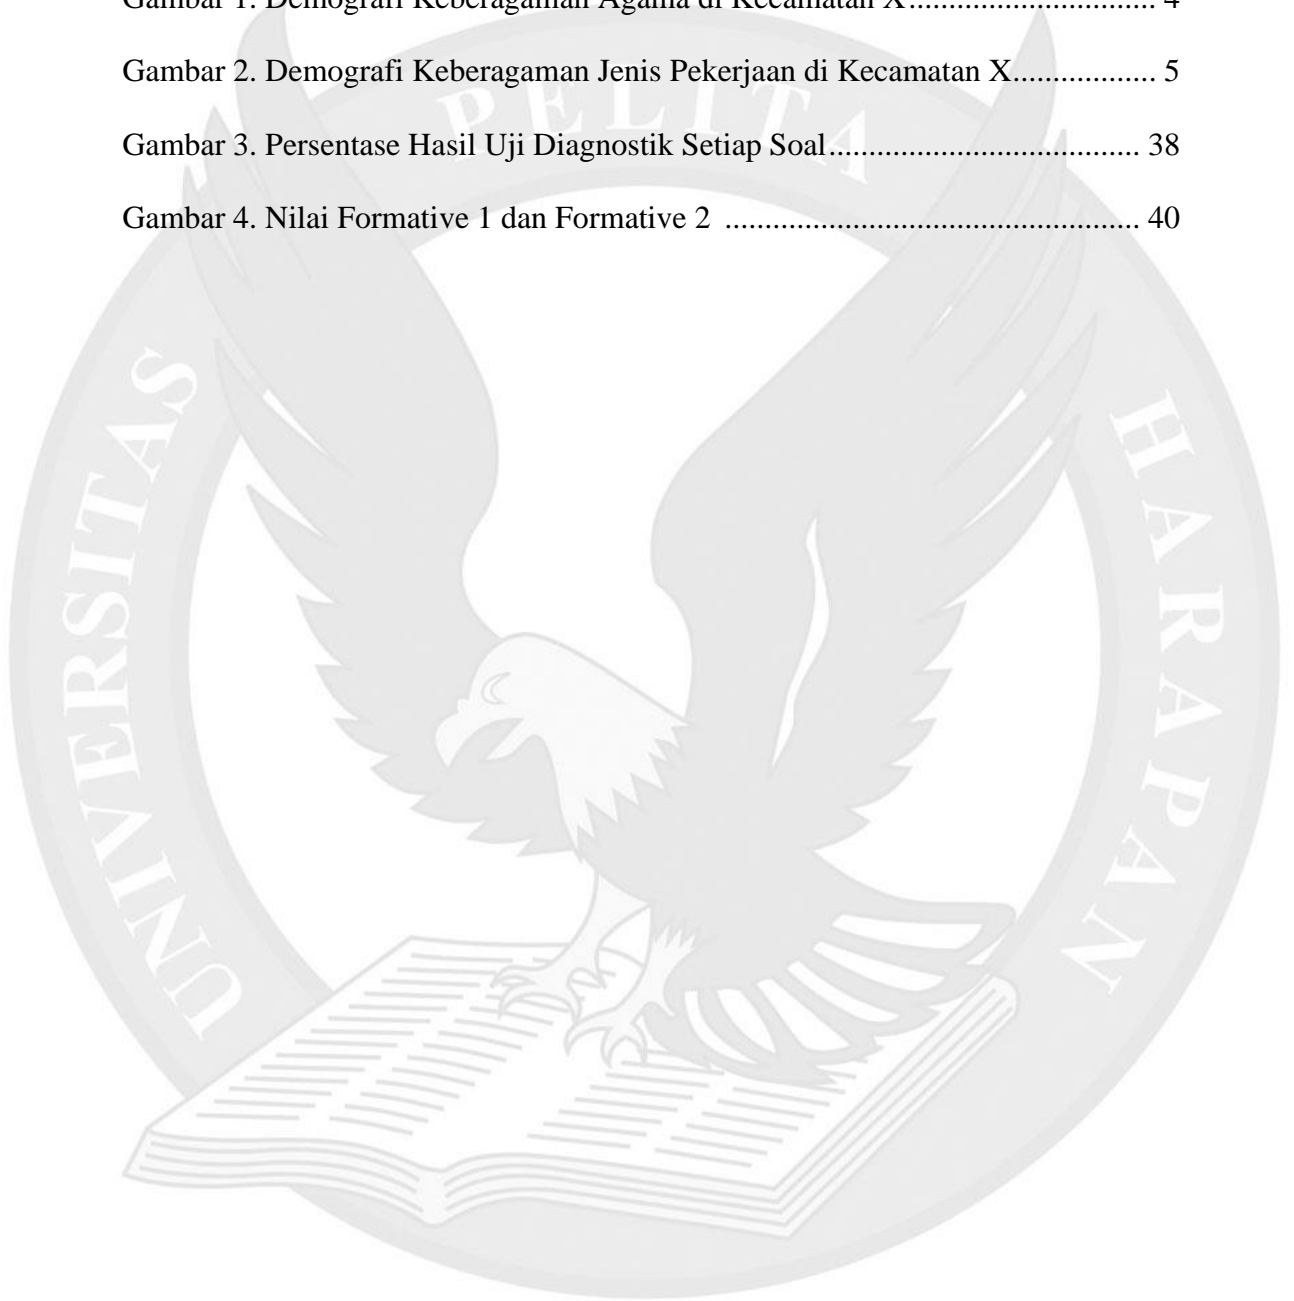 Gambar 1. Demografi Keberagaman Agama di Kecamatan X............................... 4
Gambar 2. Demografi Keberagaman Jenis Pekerjaan di Kecamatan X.................. 5
Gambar 3. Persentase Hasil Uji Diagnostik Setiap Soal....................................... 38
Gambar 4. Nilai Formative 1 dan Formative 2 .................................................... 40
UNIVERSITAS PELITA HARAPAN